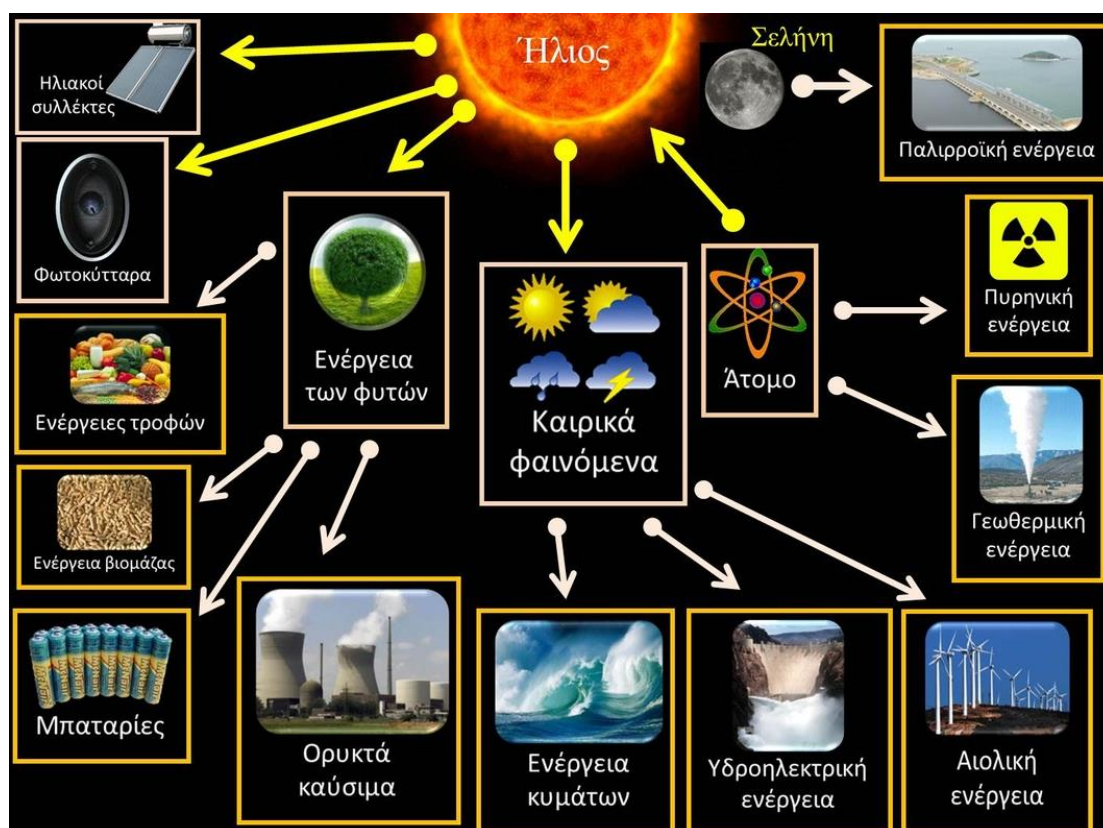 Ήλιος
Σελήνη
Ηλιακοί
συλλέκτες
Παλιρροϊκή ενέργεια
Φωτοκύτταρα
Πυρηνική
ενέργεια
Ενέργεια
των φυτών
Άτομο
Καιρικά
φαινόμενα
Ενέργειες τροφών
Γεωθερμική
ενέργεια
Ενέργεια βιομάζας
Μπαταρίες
Ορυκτά
καύσιμα
Ενέργεια
κυμάτων
Υδροηλεκτρική
ενέργεια
Αιολική
ενέργεια